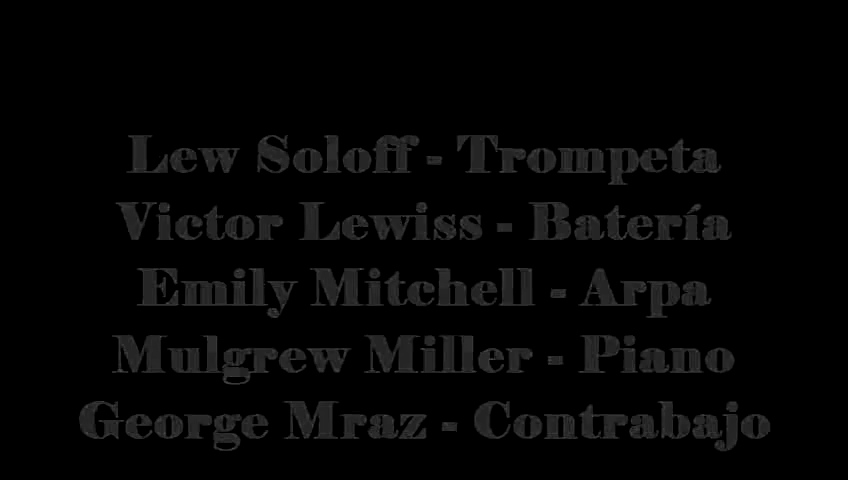 Lew Soloff - Trompeta
Victor Lewiss - Batería
Emily Mitchell - Arpa
Mulgrew Miller - Piano
George Mraz - Contrabajo